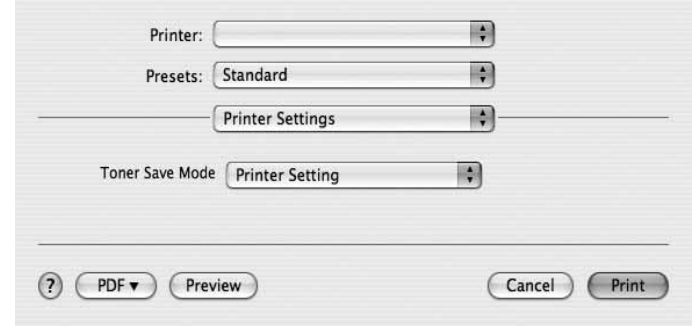 Printer:
Presets: Standard
Printer Settings
Toner Save Mode Printer Setting
? PDF▼ Preview Cancel Print